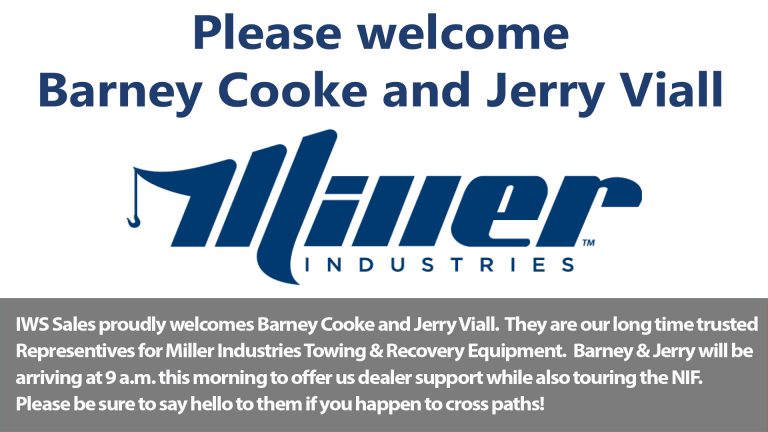 Please welcome
Barney Cooke and Jerry Viall
Miller™
INDUSTRIES
IWS Sales proudly welcomes Barney Cooke and Jerry Viall.  They are our long time trusted
Representives for Miller Industries Towing & Recovery Equipment.  Barney & Jerry will be
arriving at 9 a.m. this morning to offer us dealer support while also touring the NIF.
Please be sure to say hello to them if you happen to cross paths!